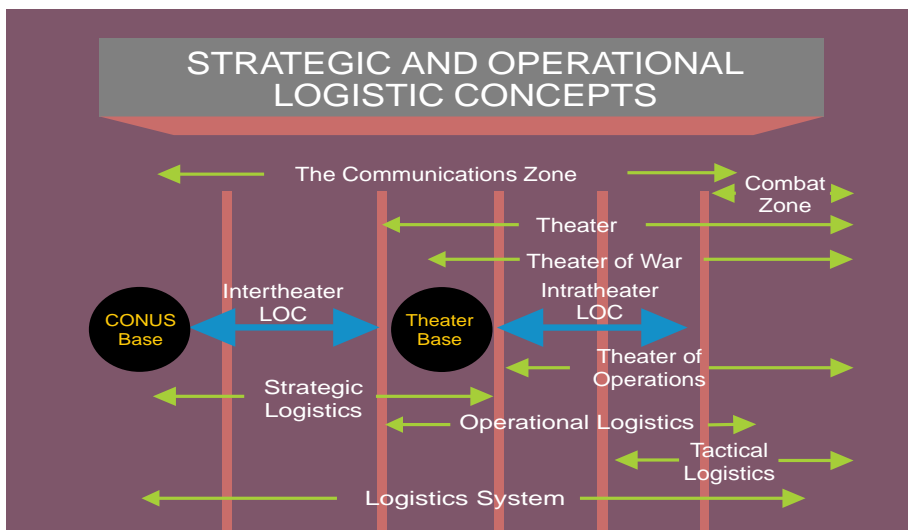 STRATEGIC AND OPERATIONAL
LOGISTIC CONCEPTS
The Communications Zone
Combat
Zone
Theater
Theater of War
Intertheater
LOC
Intratheater
LOC
CONUS
Base
Theater
Base
Theater of
Operations
Strategic
Logistics
Operational Logistics
Tactical
Logistics
Logistics System